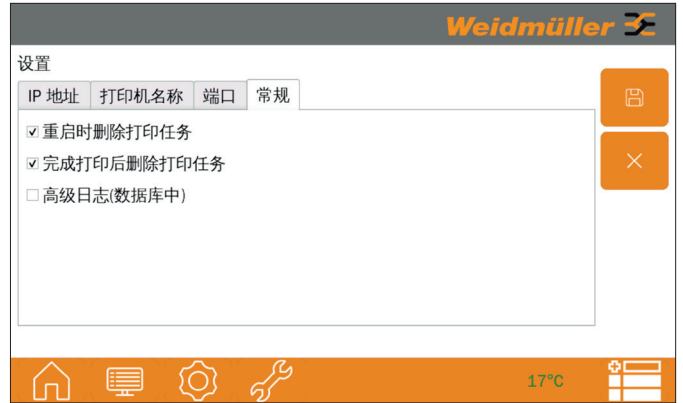 Weidmüller
设置
IP 地址 打印机名称 端口 常规
重启时删除打印任务
完成打印后删除打印任务
高级日志(数据库中)
17°C